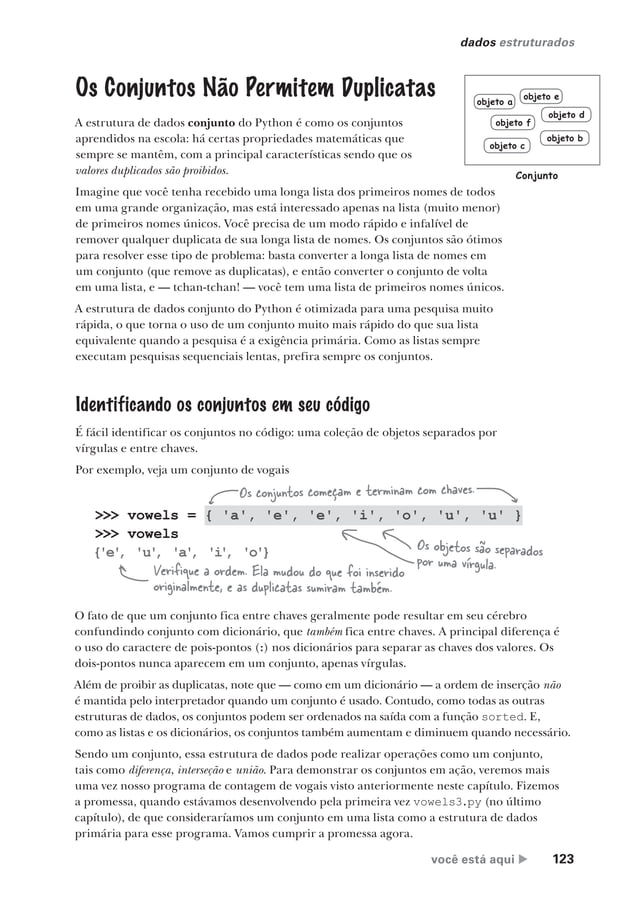 dados estruturados
Os Conjuntos Não Permitem Duplicatas
A estrutura de dados conjunto do Python é como os conjuntos
aprendidos na escola: há certas propriedades matemáticas que
sempre se mantêm, com a principal características sendo que os
valores duplicados são proibidos.
objeto a
objeto e
objeto d
objeto f
objeto b
objeto c
Conjunto
Imagine que você tenha recebido uma longa lista dos primeiros nomes de todos
em uma grande organização, mas está interessado apenas na lista (muito menor)
de primeiros nomes únicos. Você precisa de um modo rápido e infalível de
remover qualquer duplicata de sua longa lista de nomes. Os conjuntos são ótimos
para resolver esse tipo de problema: basta converter a longa lista de nomes em
um conjunto (que remove as duplicatas), e então converter o conjunto de volta
em uma lista, e — tchan-tchan! — você tem uma lista de primeiros nomes únicos.
A estrutura de dados conjunto do Python é otimizada para uma pesquisa muito
rápida, o que torna o uso de um conjunto muito mais rápido do que sua lista
equivalente quando a pesquisa é a exigência primária. Como as listas sempre
executam pesquisas sequenciais lentas, prefira sempre os conjuntos.
Identificando os conjuntos em seu código
É fácil identificar os conjuntos no código: uma coleção de objetos separados por
vírgulas e entre chaves.
Por exemplo, veja um conjunto de vogais
Os conjuntos começam e terminam com chaves.
>>> vowels = { 'a', 'e', 'e', 'i', 'o', 'u', 'u' }
>>> vowels
{'e', 'u', 'a', 'i', 'o'}
Os objetos são separados
por uma vírgula.
Verifique a ordem. Ela mudou do que foi inserido
originalmente, e as duplicatas sumiram também.
O fato de que um conjunto fica entre chaves geralmente pode resultar em seu cérebro
confundindo conjunto com dicionário, que também fica entre chaves. A principal diferença é
o uso do caractere de pois-pontos (:) nos dicionários para separar as chaves dos valores. Os
dois-pontos nunca aparecem em um conjunto, apenas vírgulas.
Além de proibir as duplicatas, note que — como em um dicionário — a ordem de inserção não
é mantida pelo interpretador quando um conjunto é usado. Contudo, como todas as outras
estruturas de dados, os conjuntos podem ser ordenados na saída com a função sorted. E,
como as listas e os dicionários, os conjuntos também aumentam e diminuem quando necessário.
Sendo um conjunto, essa estrutura de dados pode realizar operações como um conjunto,
tais como diferença, interseção e união. Para demonstrar os conjuntos em ação, veremos mais
uma vez nosso programa de contagem de vogais visto anteriormente neste capítulo. Fizemos
a promessa, quando estávamos desenvolvendo pela primeira vez vowels3.py (no último
capítulo), de que consideraríamos um conjunto em uma lista como a estrutura de dados
primária para esse programa. Vamos cumprir a promessa agora.
você está aqui ▶ 123